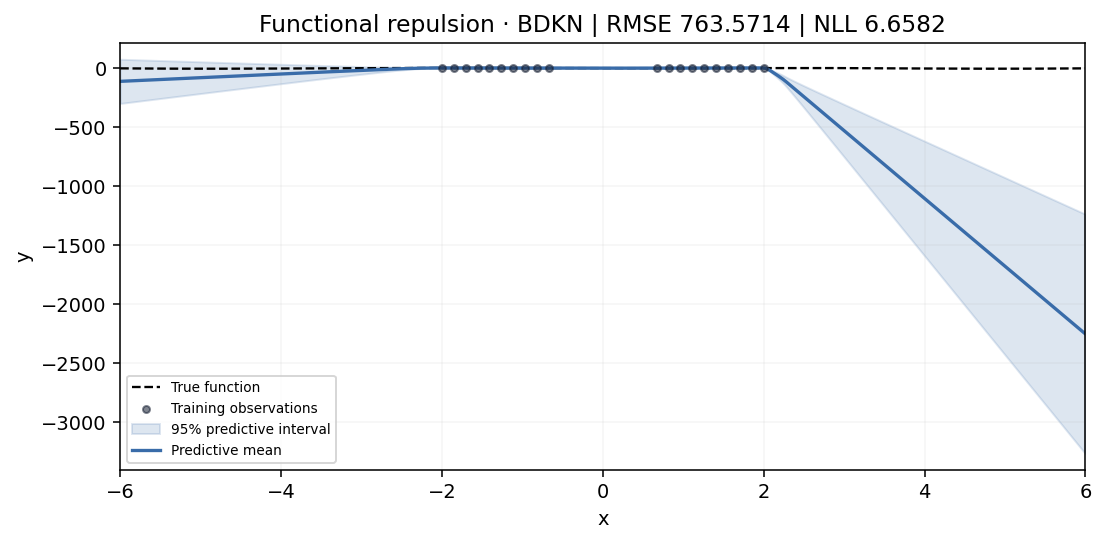 Functional repulsion · BDKN | RMSE 763.5714 | NLL 6.6582
0
−500
−1000
−1500
−2000
−2500
−3000
y
True function
Training observations
95% predictive interval
Predictive mean
−6
−4
−2
0
2
4
6
x